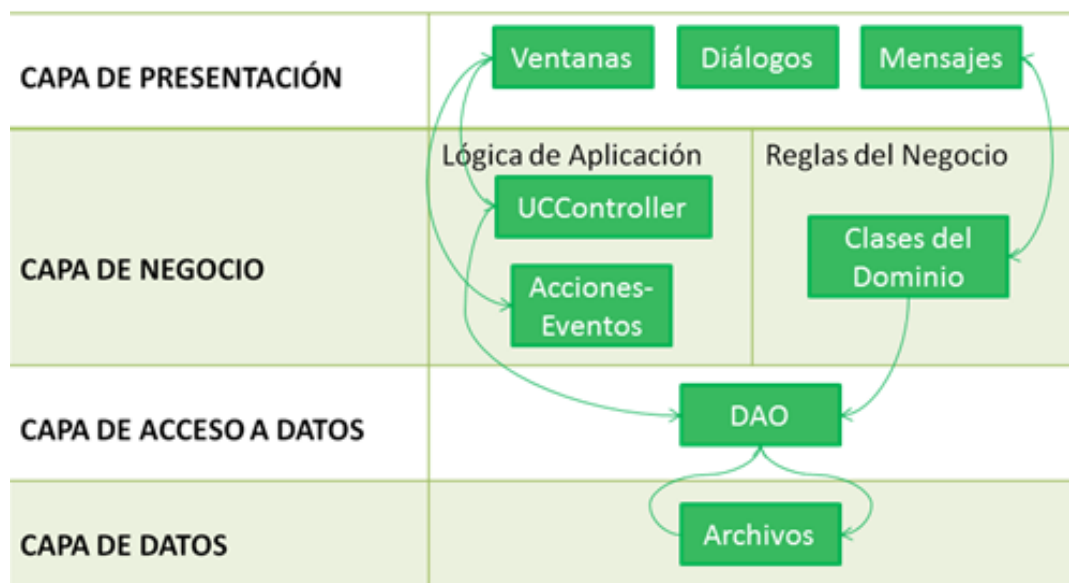 CAPA DE PRESENTACIÓN
Ventanas
Diálogos
Mensajes
CAPA DE NEGOCIO
Lógica de Aplicación
Reglas del Negocio
UCController
Clases del
Dominio
Acciones-
Eventos
CAPA DE ACCESO A DATOS
DAO
CAPA DE DATOS
Archivos